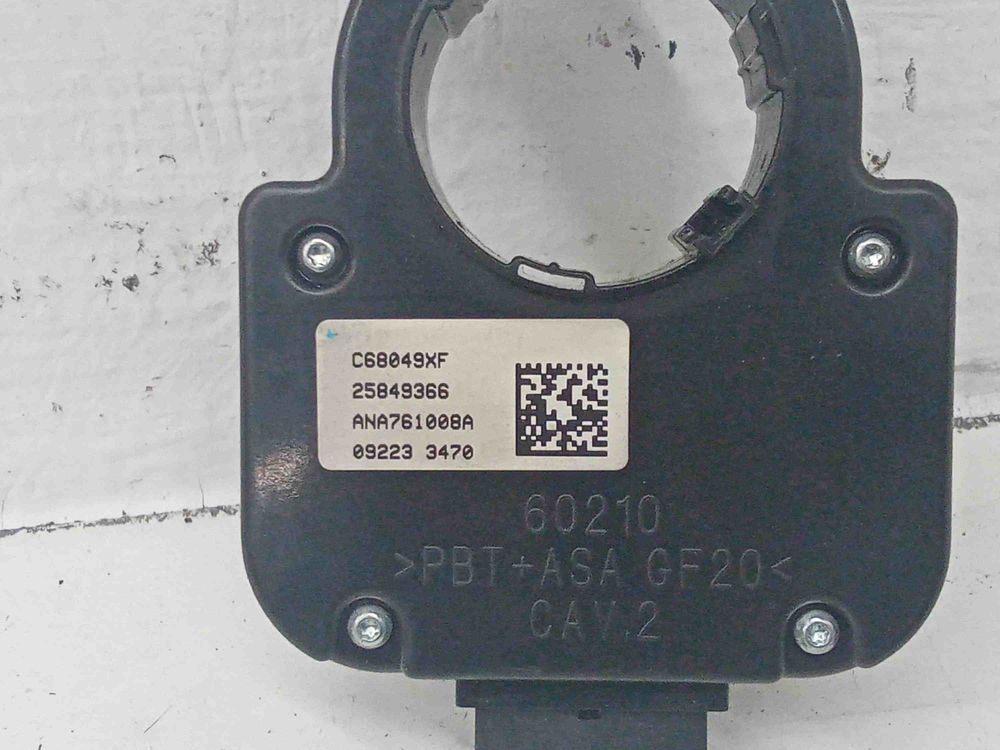 C68049XF
25849366
ANA761008A
09223 3470
60210
>PBT+ASA GF20<
CAV.2